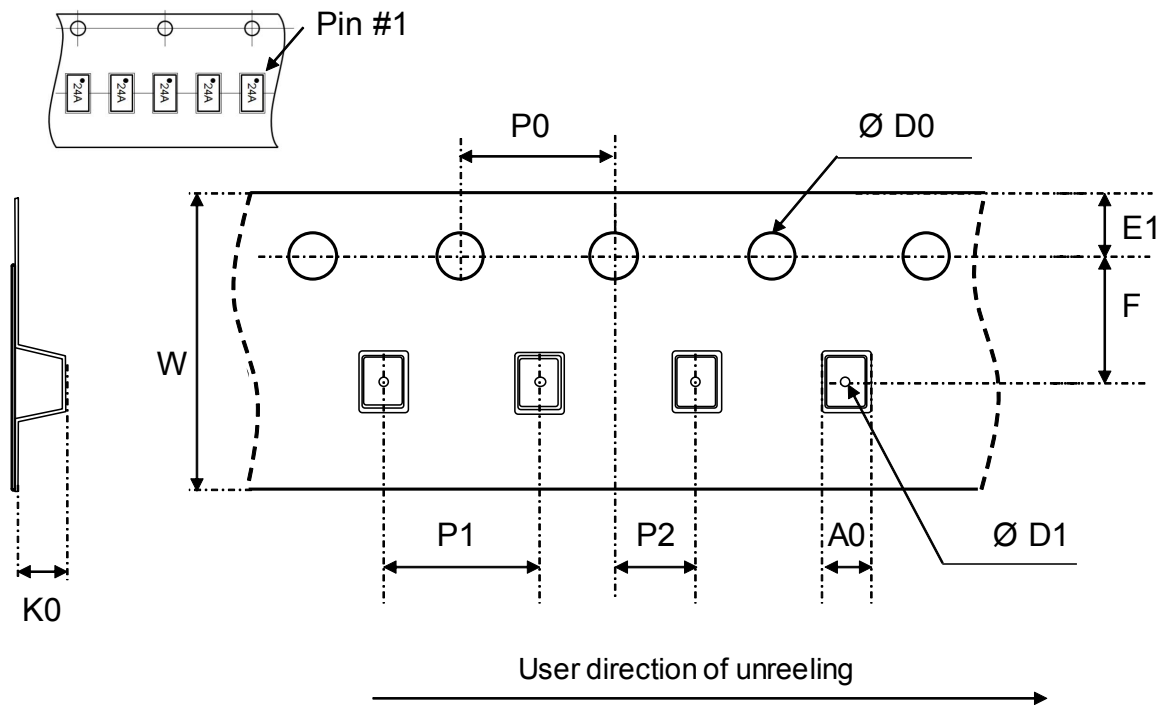 Pin #1
24A
24A
24A
24A
24A
P0
Ø D0
E1
F
W
P1
P2
A0
Ø D1
K0
User direction of unreeling